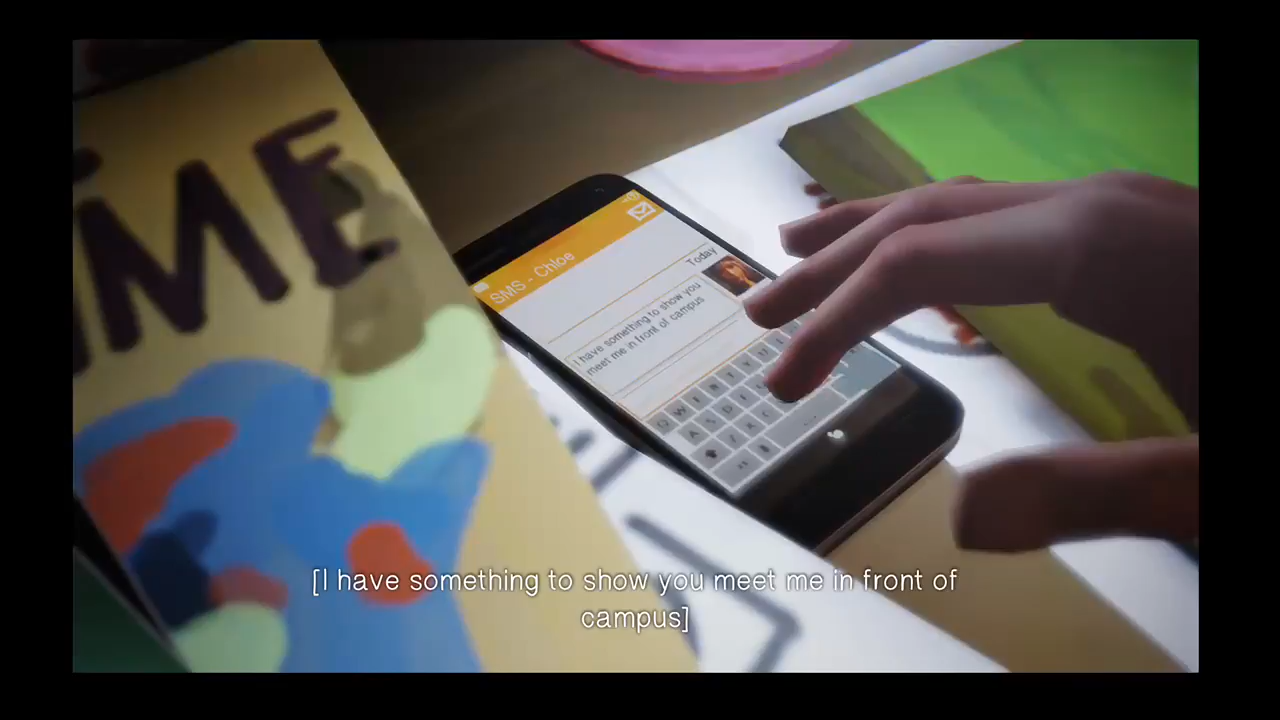 IME
SMS - Chloe
Today
I have something to show you
meet me in front of campus
[I have something to show you meet me in front of
campus]